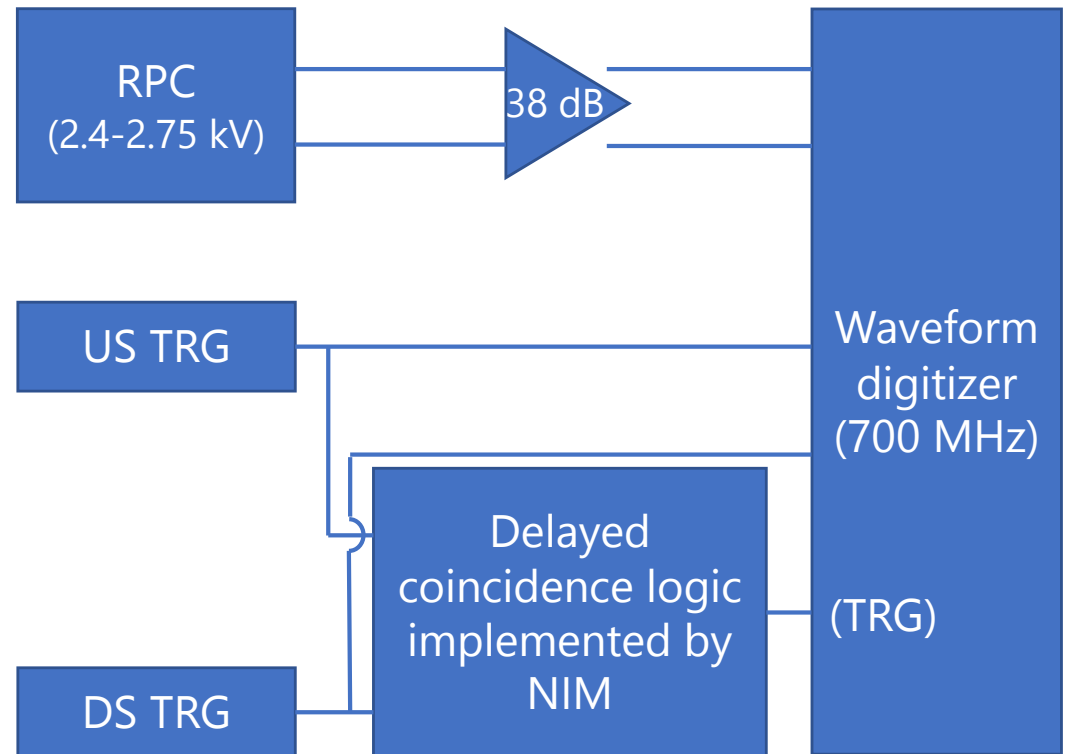 RPC
(2.4-2.75 kV)
38 dB
US TRG
Waveform
digitizer
(700 MHz)
Delayed
coincidence logic
implemented by
NIM
(TRG)
DS TRG